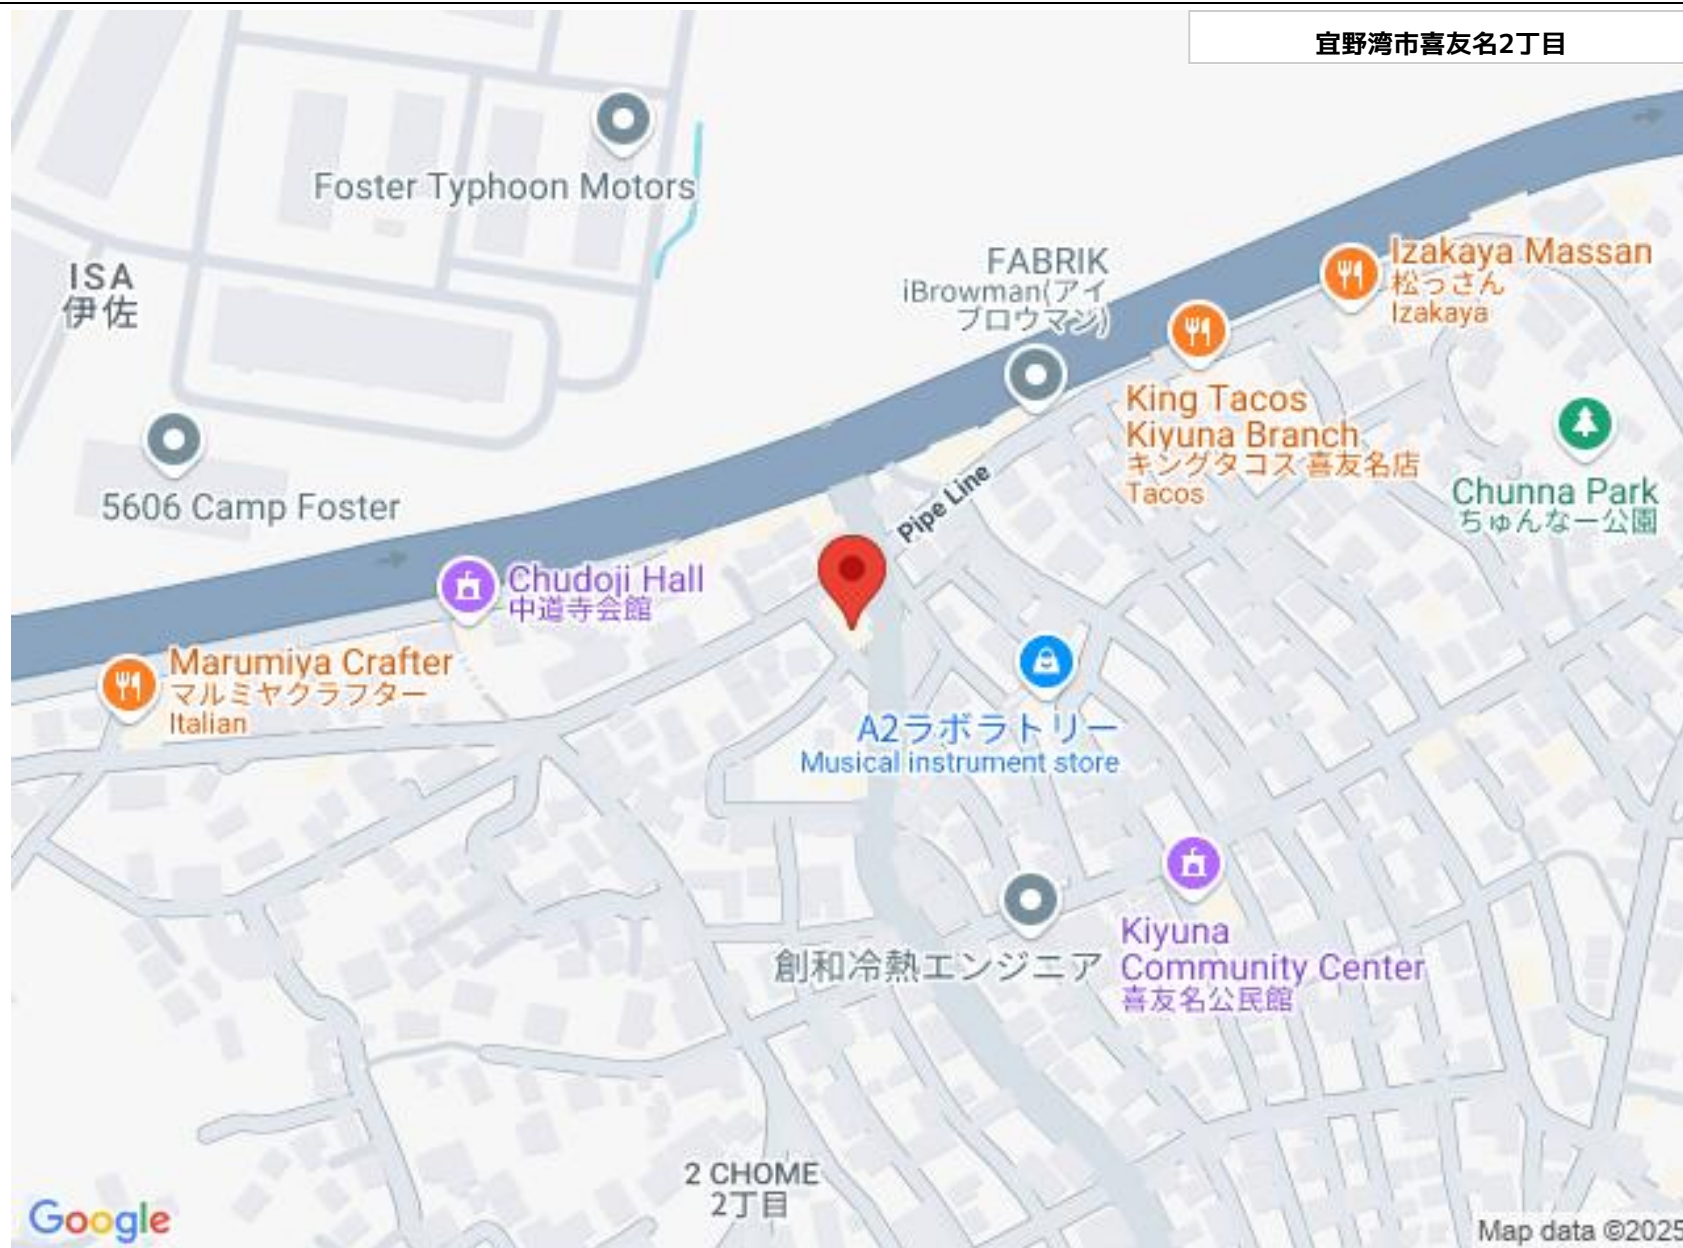 宜野湾市喜友名2丁目
Foster Typhoon Motors
ISA
伊佐
FABRIK
iBrowman(アイ
ブロウマン)
Izakaya Massan
松っさん
Izakaya
King Tacos
Kiyuna Branch
キングタコス 喜友名店
Tacos
Chunna Park
ちゅんなー公園
5606 Camp Foster
Pipe Line
Chudoji Hall
中道寺会館
Marumiya Crafter
マルミヤクラフター
Italian
A2ラボラトリー
Musical instrument store
創和冷熱エンジニア
Kiyuna
Community Center
喜友名公民館
2 CHOME
2丁目
Google
Map data ©2025